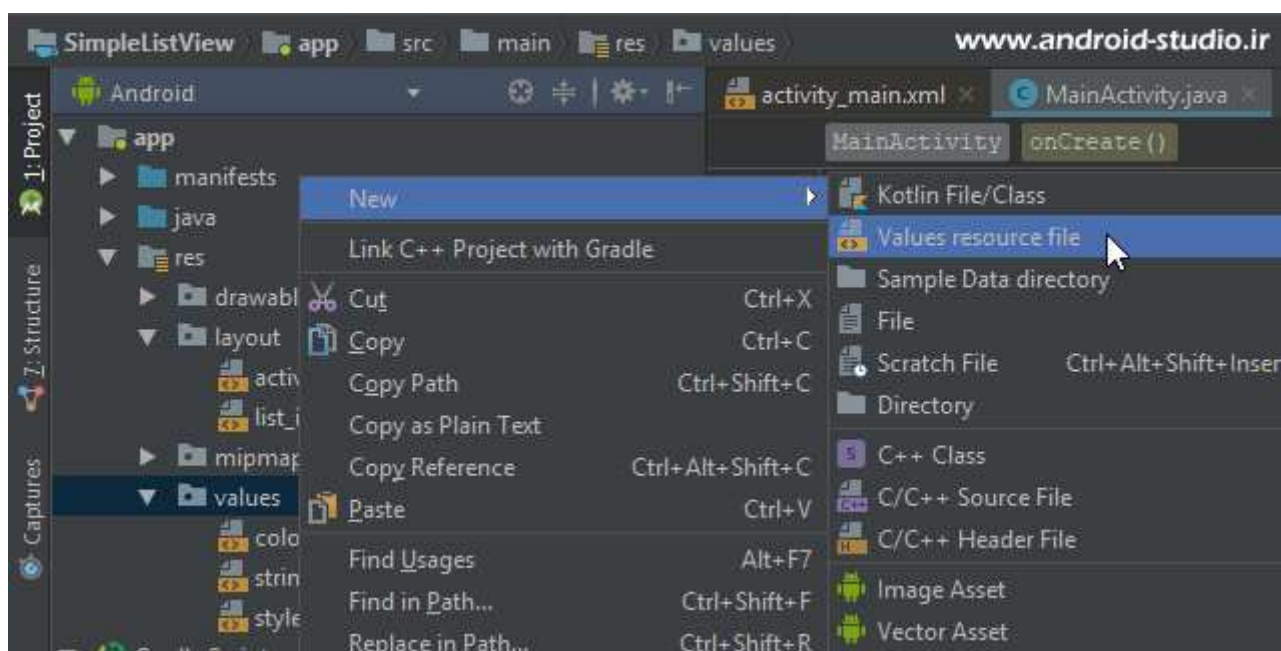 SimpleListView app src main res values
www.android-studio.ir
Android
activity_main.xml
MainActivity.java
MainActivity onCreate()
1: Project
7: Structure
Captures
app
manifests
java
res
drawabl
layout
activ
list_i
mipmap
values
colo
strin
style
New
Link C++ Project with Gradle
Cut Ctrl+X
Copy Ctrl+C
Copy Path Ctrl+Shift+C
Copy as Plain Text
Copy Reference Ctrl+Alt+Shift+C
Paste Ctrl+V
Find Usages Alt+F7
Find in Path... Ctrl+Shift+F
Replace in Path... Ctrl+Shift+R
Kotlin File/Class
Values resource file
Sample Data directory
File
Scratch File Ctrl+Alt+Shift+Inser
Directory
C++ Class
C/C++ Source File
C/C++ Header File
Image Asset
Vector Asset